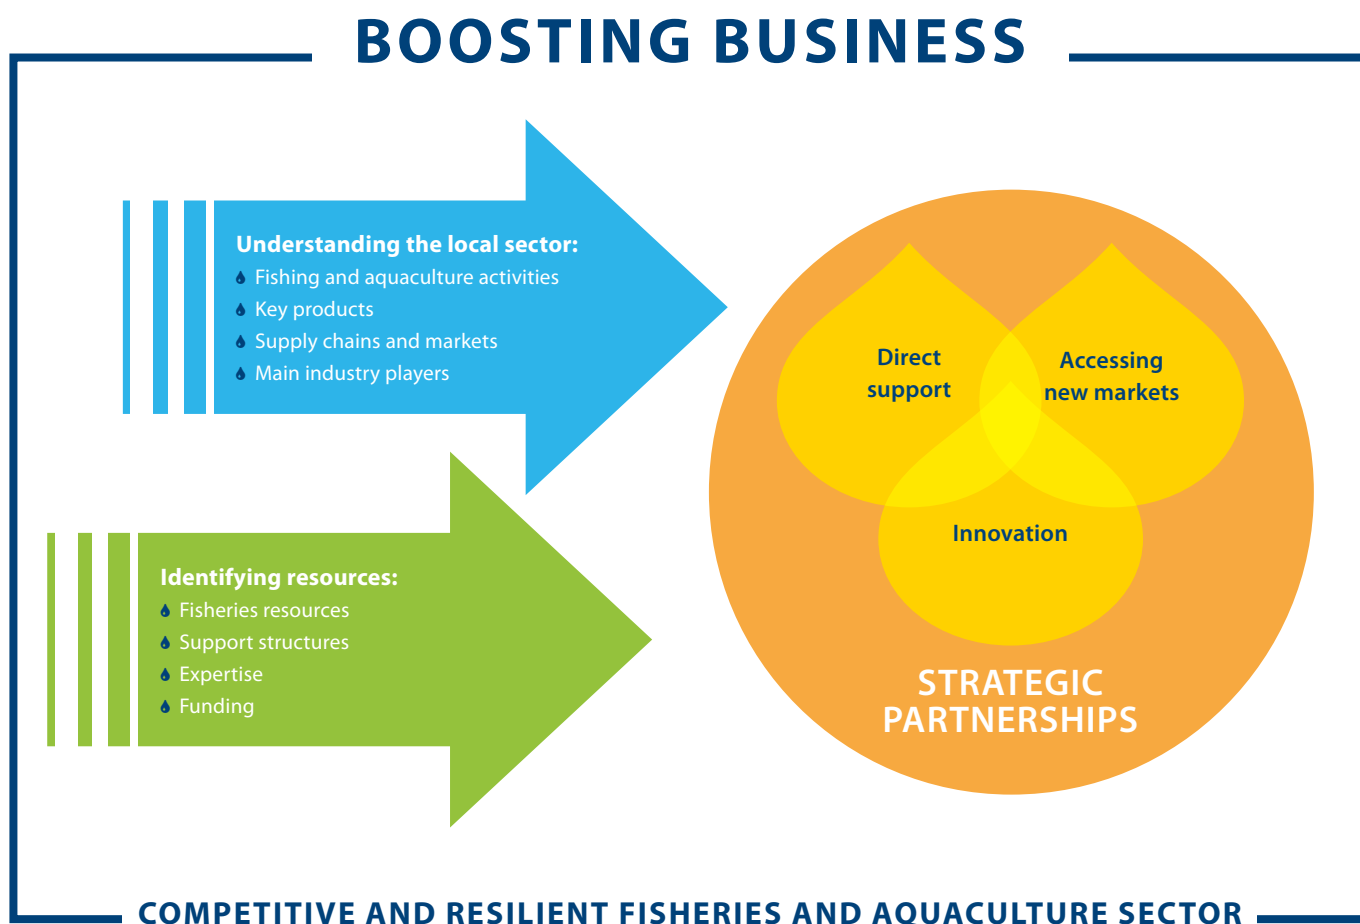 BOOSTING BUSINESS
Understanding the local sector:
Fishing and aquaculture activities
Key products
Supply chains and markets
Main industry players
Identifying resources:
Fisheries resources
Support structures
Expertise
Funding
Direct
support
Accessing
new markets
Innovation
STRATEGIC
PARTNERSHIPS
COMPETITIVE AND RESILIENT FISHERIES AND AQUACULTURE SECTOR